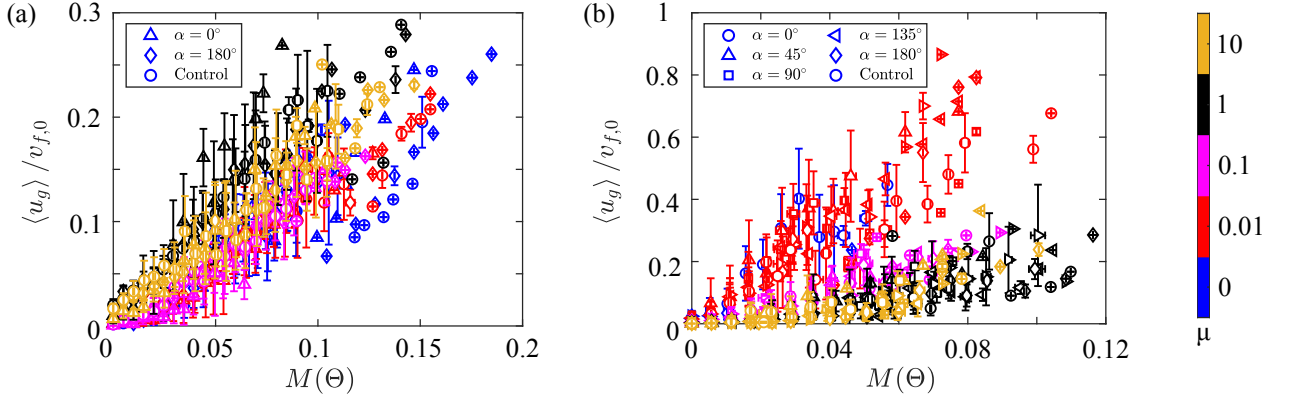 (a)
0.3
0.2
0.1
0
0
0.05
0.1
0.15
0.2
⟨u_g⟩ / v_{f,0}
M(Θ)
α = 0°
α = 180°
Control
(b)
1
0.8
0.6
0.4
0.2
0
0
0.04
0.08
0.12
⟨u_g⟩ / v_{f,0}
M(Θ)
α = 0° α = 135°
α = 45° α = 180°
α = 90° Control
10
1
0.1
0.01
0
μ